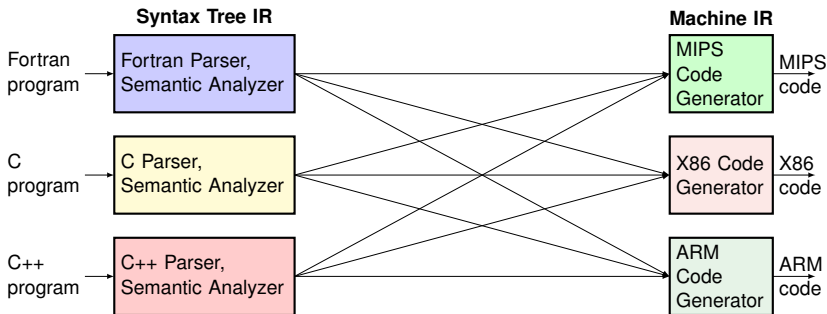 Syntax Tree IR
Machine IR
Fortran
program
Fortran Parser,
Semantic Analyzer
MIPS
Code
Generator
MIPS
code
C
program
C Parser,
Semantic Analyzer
X86 Code
Generator
X86
code
C++
program
C++ Parser,
Semantic Analyzer
ARM
Code
Generator
ARM
code